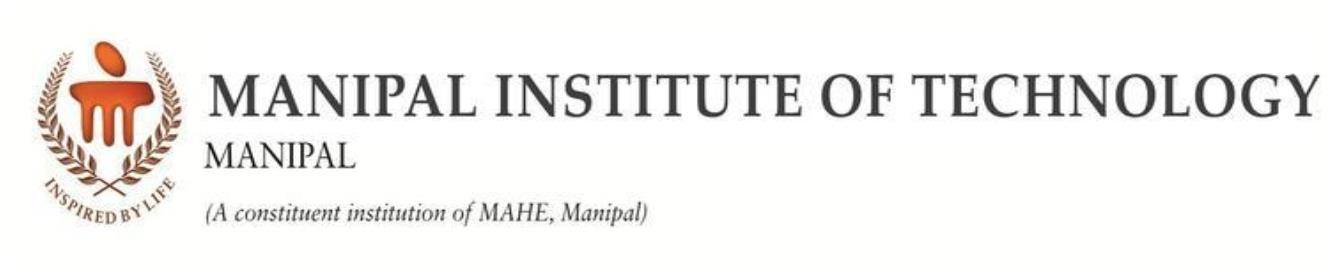 MANIPAL INSTITUTE OF TECHNOLOGY
MANIPAL
(A constituent institution of MAHE, Manipal)
INSPIRED BY LIFE